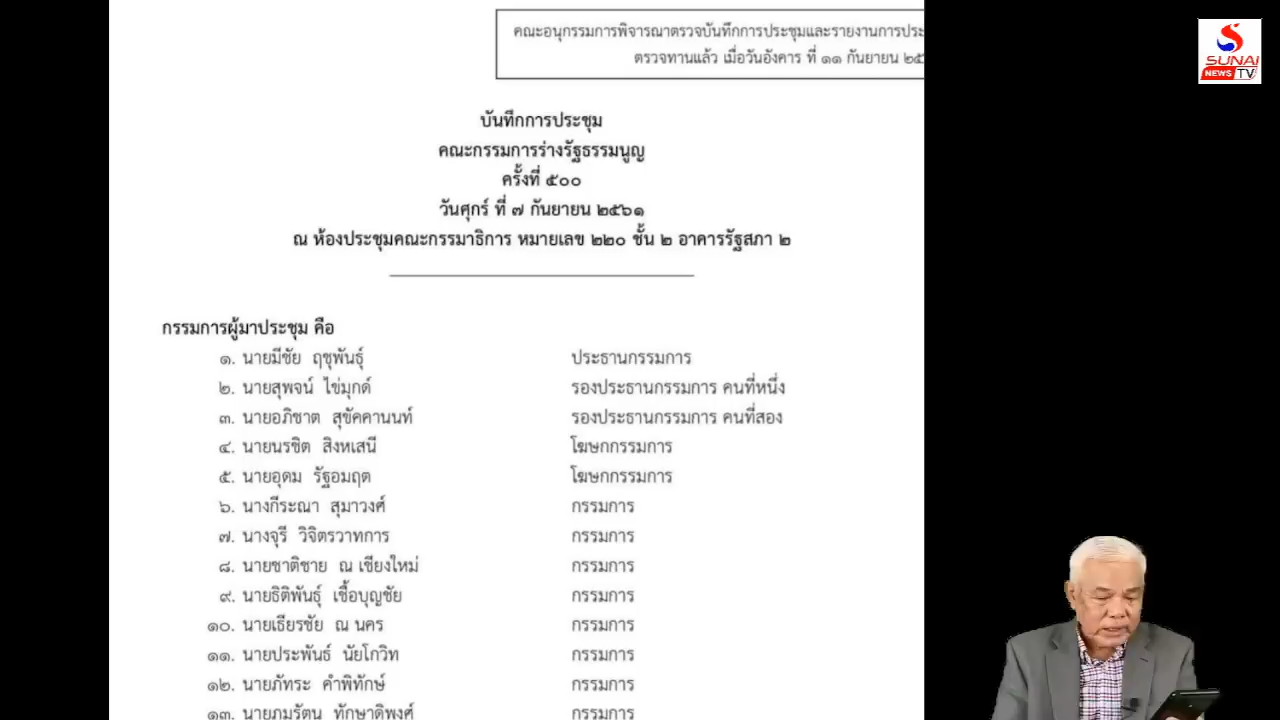 คณะอนุกรรมการพิจารณาตรวจบันทึกการประชุมและรายงานการประ
ตรวจทานแล้ว เมื่อวันอังคาร ที่ ๑๑ กันยายน ๒๕
บันทึกการประชุม
คณะกรรมการร่างรัฐธรรมนูญ
ครั้งที่ ๕๐๐
วันศุกร์ ที่ ๗ กันยายน ๒๕๖๑
ณ ห้องประชุมคณะกรรมาธิการ หมายเลข ๒๒๐ ชั้น ๒ อาคารรัฐสภา ๒
กรรมการผู้มาประชุม คือ
๑. นายมีชัย ฤชุพันธุ์ ประธานกรรมการ
๒. นายสุพจน์ ไข่มุกด์ รองประธานกรรมการ คนที่หนึ่ง
๓. นายอภิชาต สุขัคคานนท์ รองประธานกรรมการ คนที่สอง
๔. นายนรชิต สิงหเสนี โฆษกกรรมการ
๕. นายอุดม รัฐอมฤต โฆษกกรรมการ
๖. นางกีระณา สุมาวงศ์ กรรมการ
๗. นางจุรี วิจิตรวาทการ กรรมการ
๘. นายชาติชาย ณ เชียงใหม่ กรรมการ
๙. นายธิติพันธุ์ เชื้อบุญชัย กรรมการ
๑๐. นายเธียรชัย ณ นคร กรรมการ
๑๑. นายประพันธ์ นัยโกวิท กรรมการ
๑๒. นายภัทระ คำพิทักษ์ กรรมการ
๑๓. นายภุมรัตน ทักษาดิพงศ์ กรรมการ
SUNAI
NEWS TV